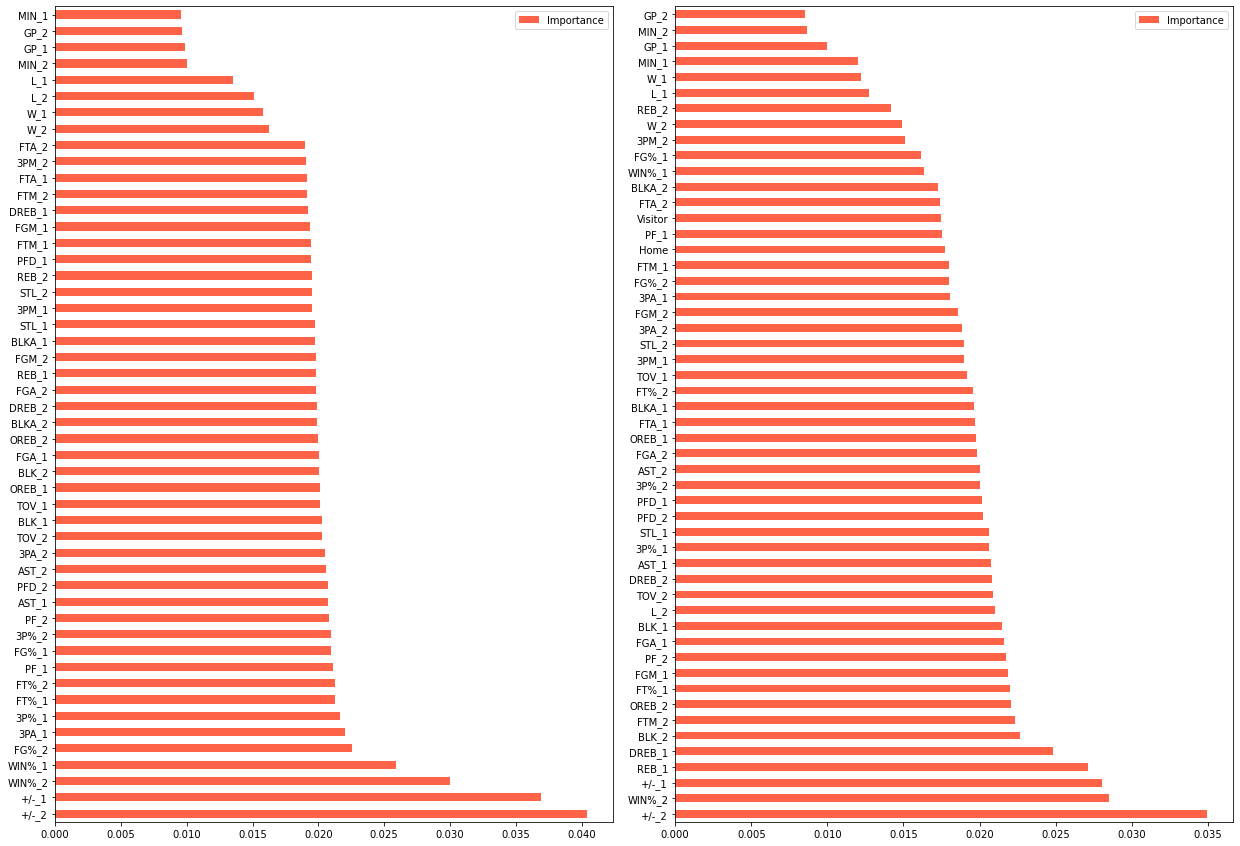 MIN_1
GP_2
GP_1
MIN_2
L_1
L_2
W_1
W_2
FTA_2
3PM_2
FTA_1
FTM_2
DREB_1
FGM_1
FTM_1
PFD_1
REB_2
STL_2
3PM_1
STL_1
BLKA_1
FGM_2
REB_1
FGA_2
DREB_2
BLKA_2
OREB_2
FGA_1
BLK_2
OREB_1
TOV_1
BLK_1
TOV_2
3PA_2
AST_2
PFD_2
AST_1
PF_2
3P%_2
FG%_1
PF_1
FT%_2
FT%_1
3P%_1
3PA_1
FG%_2
WIN%_1
WIN%_2
+/-_1
+/-_2
0.000 0.005 0.010 0.015 0.020 0.025 0.030 0.035 0.040
Importance
GP_2
MIN_2
GP_1
MIN_1
W_1
L_1
REB_2
W_2
3PM_2
FG%_1
WIN%_1
BLKA_2
FTA_2
Visitor
PF_1
Home
FTM_1
FG%_2
3PA_1
FGM_2
3PA_2
STL_2
3PM_1
TOV_1
FT%_2
BLKA_1
FTA_1
OREB_1
FGA_2
AST_2
3P%_2
PFD_1
PFD_2
STL_1
3P%_1
AST_1
DREB_2
TOV_2
L_2
BLK_1
FGA_1
PF_2
FGM_1
FT%_1
OREB_2
FTM_2
BLK_2
DREB_1
REB_1
+/-_1
WIN%_2
+/-_2
0.000 0.005 0.010 0.015 0.020 0.025 0.030 0.035
Importance